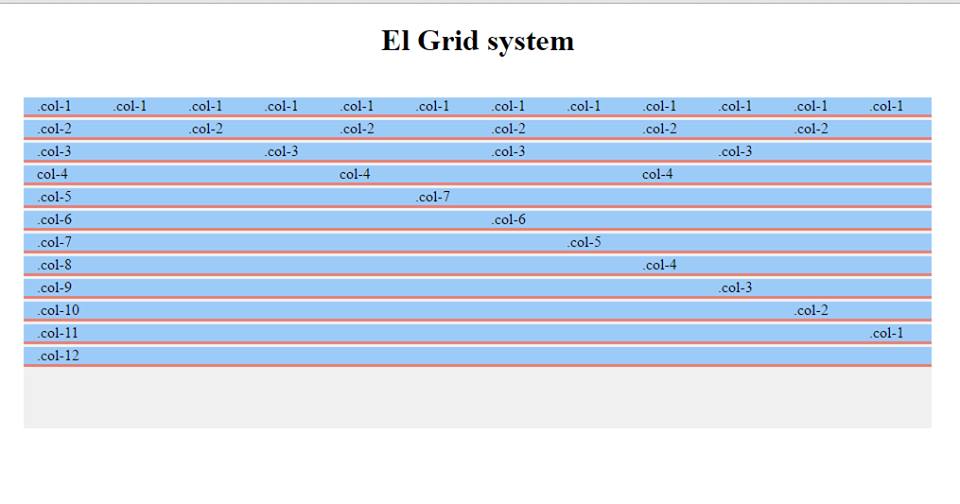 El Grid system
.col-1 .col-1 .col-1 .col-1 .col-1 .col-1 .col-1 .col-1 .col-1 .col-1 .col-1 .col-1
.col-2 .col-2 .col-2 .col-2 .col-2 .col-2
.col-3 .col-3 .col-3 .col-3
col-4 col-4 col-4
.col-5 .col-7
.col-6 .col-6
.col-7 .col-5
.col-8 .col-4
.col-9 .col-3
.col-10 .col-2
.col-11 .col-1
.col-12